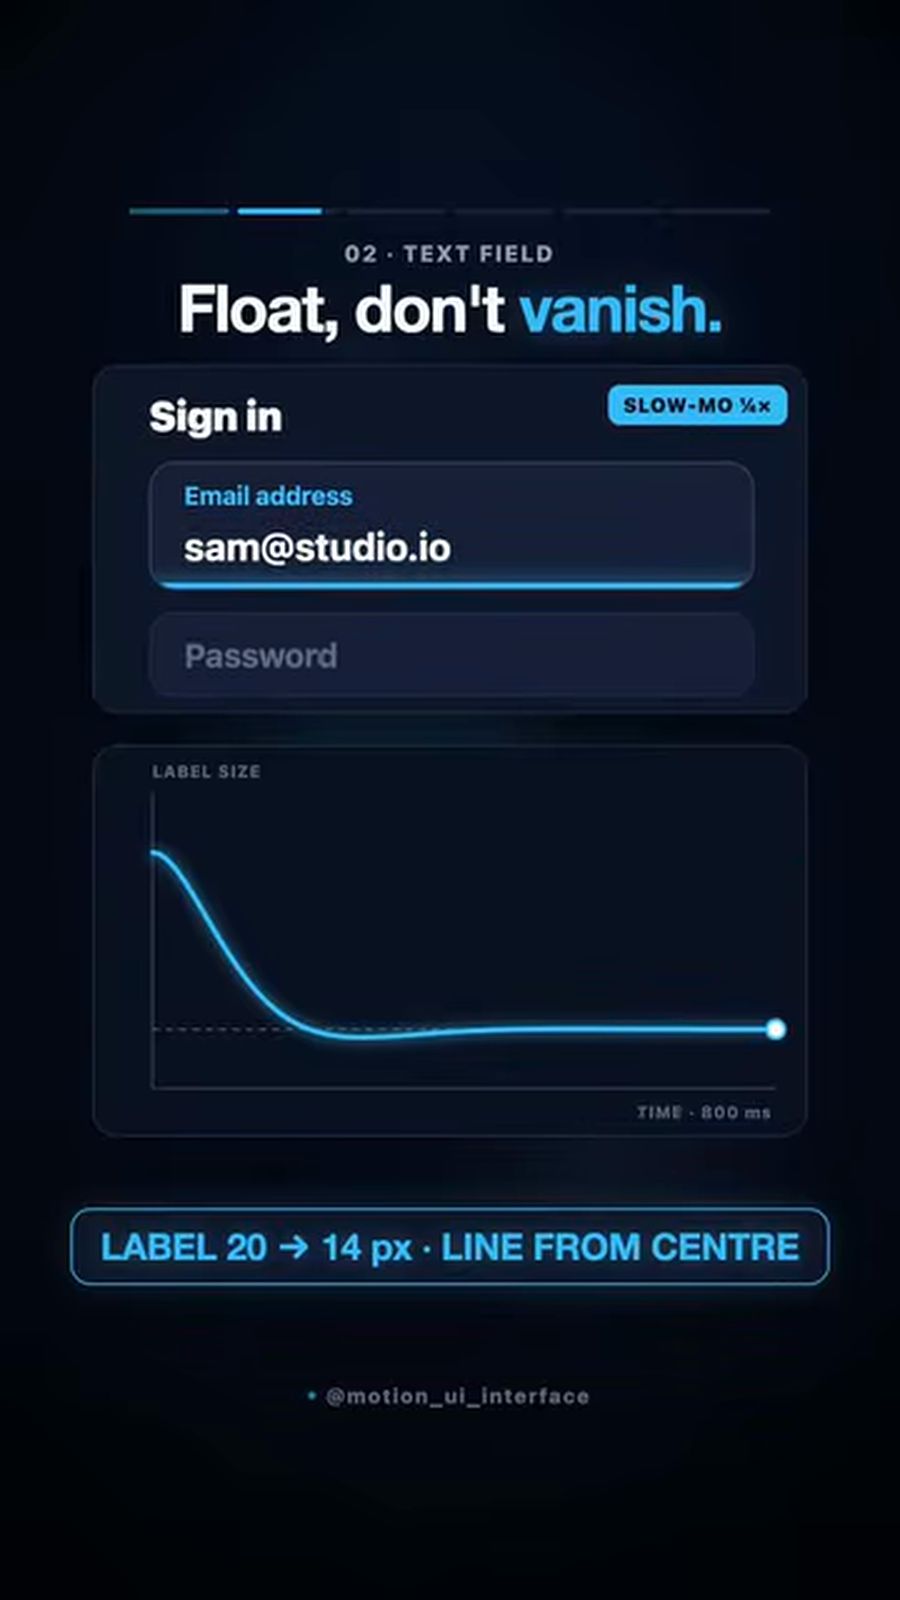 02 · TEXT FIELD
Float, don't vanish.
Sign in
SLOW-MO ¼×
Email address
sam@studio.io
Password
LABEL SIZE
TIME · 800 ms
LABEL 20 → 14 px · LINE FROM CENTRE
@motion_ui_interface